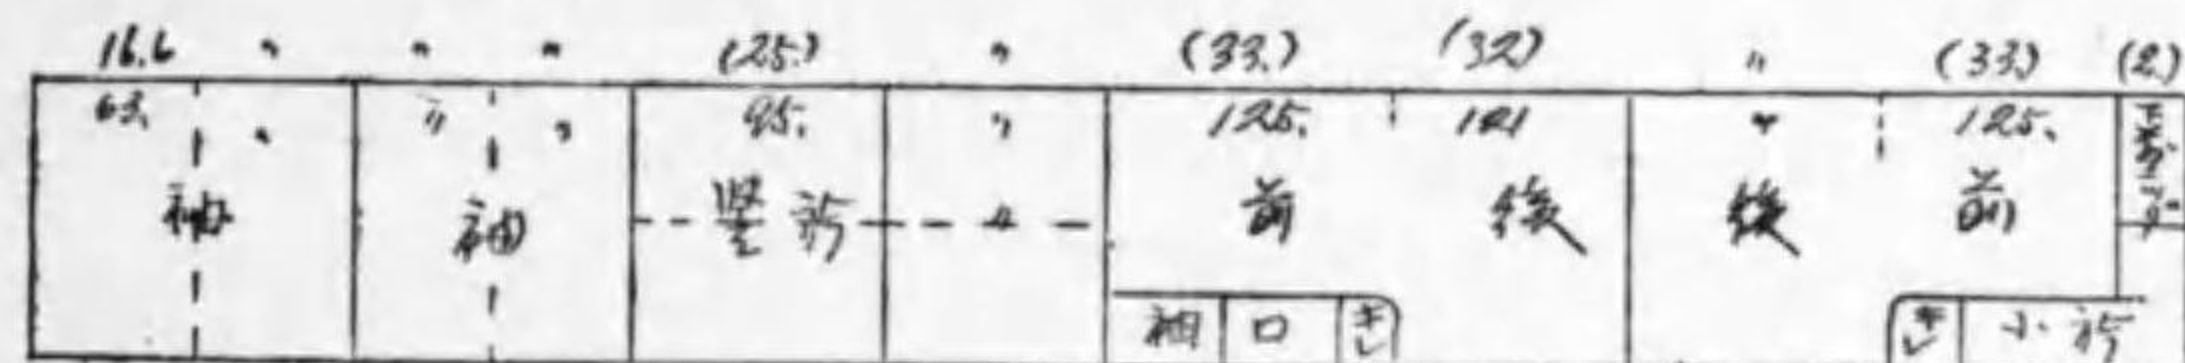 16.6 〃 〃 〃 (25.) 〃 (33.) (32) 〃 (33.) (2.)
63. 〃 〃 〃 95. 〃 125. 121 〃 125.
袖 袖 竪衿 〃 前 後 後 前
袖 口 キレ キレ 小衿